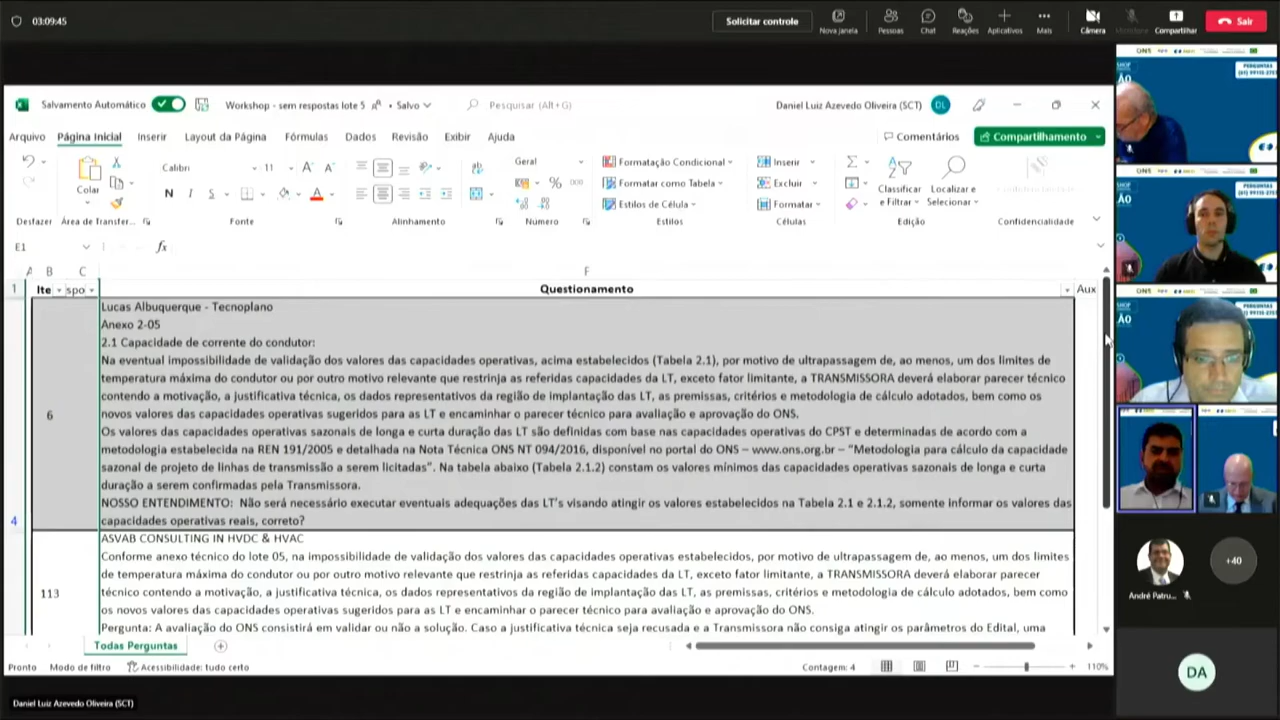 03:09:45
Solicitar controle
Nova janela
Pessoas
Chat
Reações
Aplicativos
Mais
Câmera
Microfone
Compartilhar
Sair
Salvamento Automático
Workshop - sem respostas lote 5
• Salvo
Pesquisar (Alt+G)
Daniel Luiz Azevedo Oliveira (SCT)
DL
Arquivo
Página Inicial
Inserir
Layout da Página
Fórmulas
Dados
Revisão
Exibir
Ajuda
Comentários
Compartilhamento
Colar
Calibri
11
N I S
Geral
Formatação Condicional
Formatar como Tabela
Estilos de Célula
Inserir
Excluir
Formatar
Classificar
e Filtrar
Localizar e
Selecionar
Desfazer
Área de Transfer...
Fonte
Alinhamento
Número
Estilos
Células
Edição
Confidencialidade
E1
fx
A B C F
1 Ite spo Questionamento Aux
Lucas Albuquerque - Tecnoplano
Anexo 2-05
2.1 Capacidade de corrente do condutor:
Na eventual impossibilidade de validação dos valores das capacidades operativas, acima estabelecidos (Tabela 2.1), por motivo de ultrapassagem de, ao menos, um dos limites de
temperatura máxima do condutor ou por outro motivo relevante que restrinja as referidas capacidades da LT, exceto fator limitante, a TRANSMISSORA deverá elaborar parecer técnico
contendo a motivação, a justificativa técnica, os dados representativos da região de implantação das LT, as premissas, critérios e metodologia de cálculo adotados, bem como os
6
novos valores das capacidades operativas sugeridos para as LT e encaminhar o parecer técnico para avaliação e aprovação do ONS.
Os valores das capacidades operativas sazonais de longa e curta duração das LT são definidas com base nas capacidades operativas do CPST e determinadas de acordo com a
metodologia estabelecida na REN 191/2005 e detalhada na Nota Técnica ONS NT 094/2016, disponível no portal do ONS – www.ons.org.br – “Metodologia para cálculo da capacidade
sazonal de projeto de linhas de transmissão a serem licitadas”. Na tabela abaixo (Tabela 2.1.2) constam os valores mínimos das capacidades operativas sazonais de longa e curta
duração a serem confirmadas pela Transmissora.
NOSSO ENTENDIMENTO: Não será necessário executar eventuais adequações das LT's visando atingir os valores estabelecidos na Tabela 2.1 e 2.1.2, somente informar os valores das
4 capacidades operativas reais, correto?
ASVAB CONSULTING IN HVDC & HVAC
Conforme anexo técnico do lote 05, na impossibilidade de validação dos valores das capacidades operativas estabelecidos, por motivo de ultrapassagem de, ao menos, um dos limites
de temperatura máxima do condutor ou por outro motivo relevante que restrinja as referidas capacidades da LT, exceto fator limitante, a TRANSMISSORA deverá elaborar parecer
113
técnico contendo a motivação, a justificativa técnica, os dados representativos da região de implantação das LT, as premissas, critérios e metodologia de cálculo adotados, bem como
os novos valores das capacidades operativas sugeridos para as LT e encaminhar o parecer técnico para avaliação e aprovação do ONS.
Pergunta: A avaliação do ONS consistirá em validar ou não a solução. Caso a justificativa técnica seja recusada e a Transmissora não consiga atingir os parâmetros do Edital, uma
Todas Perguntas
Pronto
Modo de filtro
Acessibilidade: tudo certo
Contagem: 4
110%
Daniel Luiz Azevedo Oliveira (SCT)
+40
André Patru...
DA